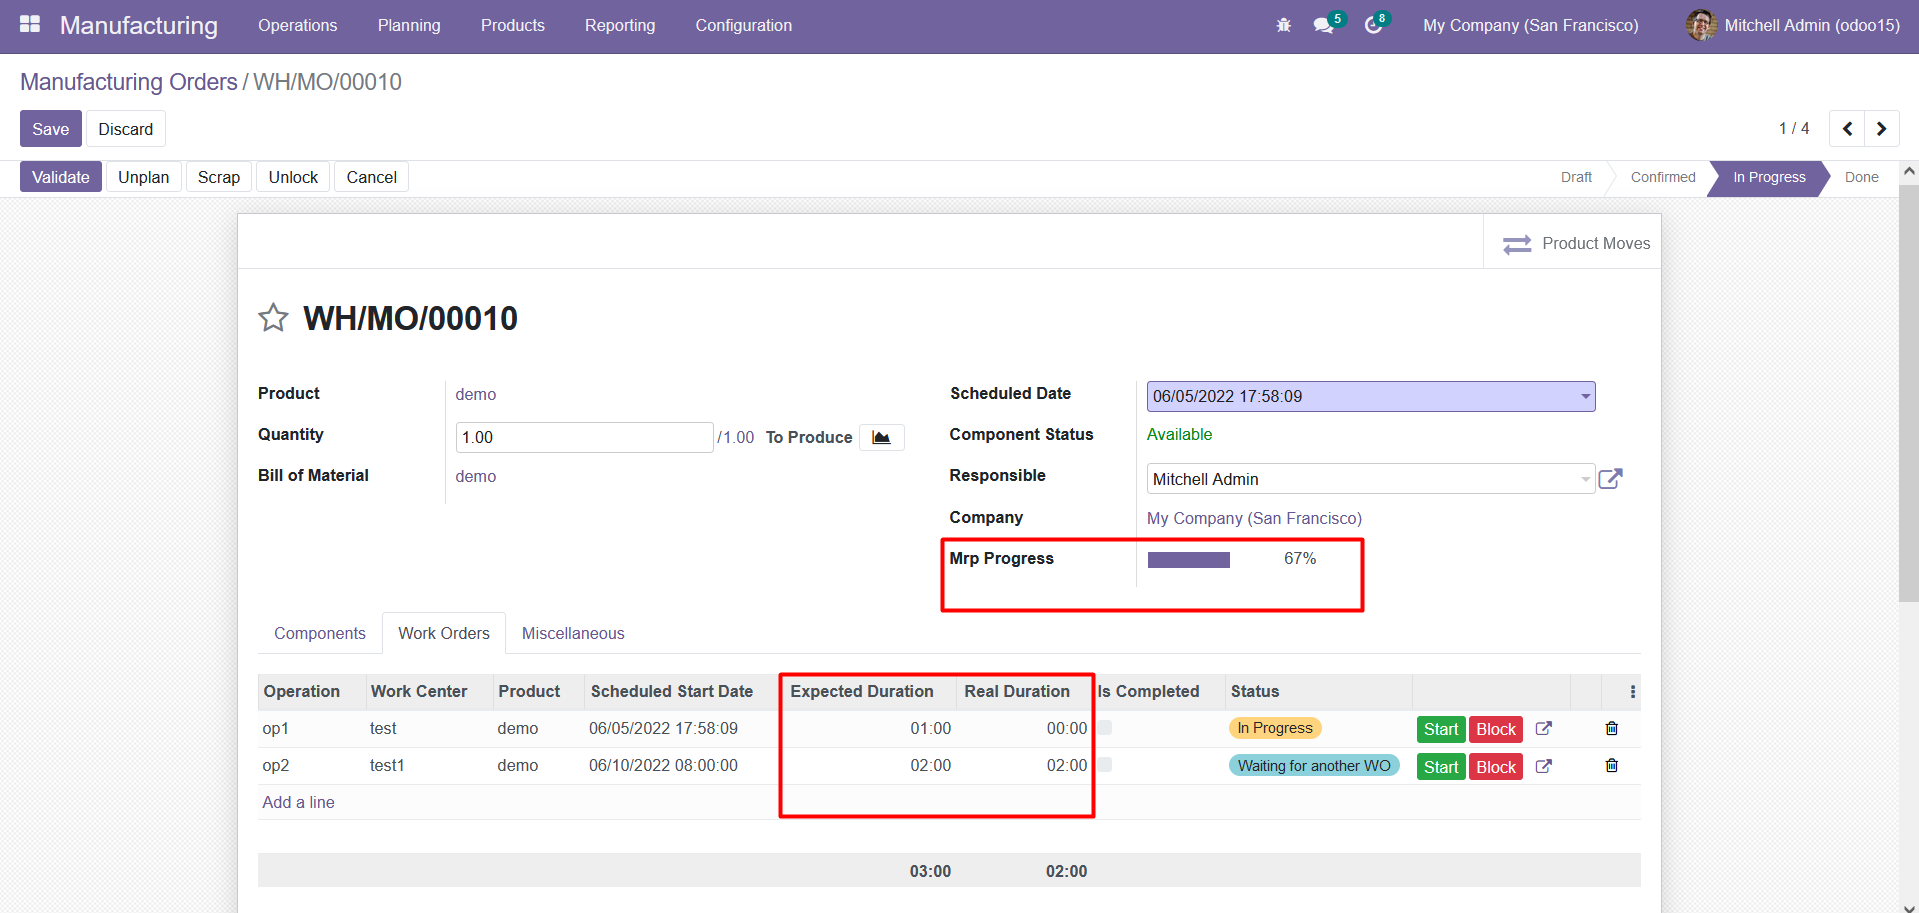 Manufacturing Operations Planning Products Reporting Configuration 5 8 My Company (San Francisco) Mitchell Admin (odoo15)
Manufacturing Orders / WH/MO/00010
Save Discard 1 / 4
Validate Unplan Scrap Unlock Cancel Draft Confirmed In Progress Done
Product Moves
WH/MO/00010
Product demo Scheduled Date 06/05/2022 17:58:09
Quantity 1.00 /1.00 To Produce Component Status Available
Bill of Material demo Responsible Mitchell Admin
Company My Company (San Francisco)
Mrp Progress 67%
Components Work Orders Miscellaneous
Operation Work Center Product Scheduled Start Date Expected Duration Real Duration Is Completed Status
op1 test demo 06/05/2022 17:58:09 01:00 00:00 In Progress Start Block
op2 test1 demo 06/10/2022 08:00:00 02:00 02:00 Waiting for another WO Start Block
Add a line
03:00 02:00